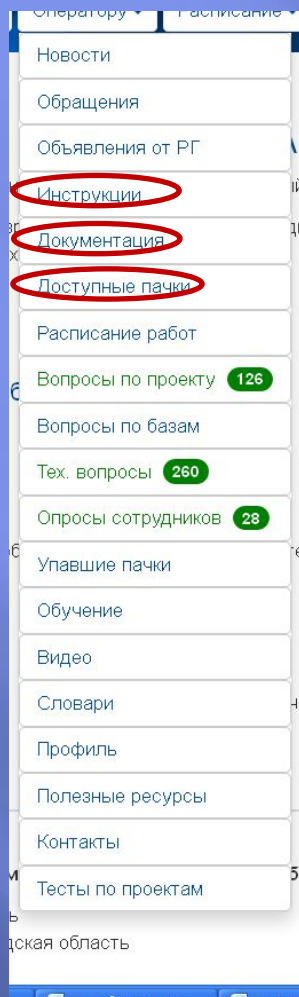 Оператору Расписание
Новости
Обращения
Объявления от РГ
Инструкции
Документация
Доступные пачки
Расписание работ
Вопросы по проекту 126
Вопросы по базам
Тех. вопросы 260
Опросы сотрудников 28
Упавшие пачки
Обучение
Видео
Словари
Профиль
Полезные ресурсы
Контакты
Тесты по проектам
область